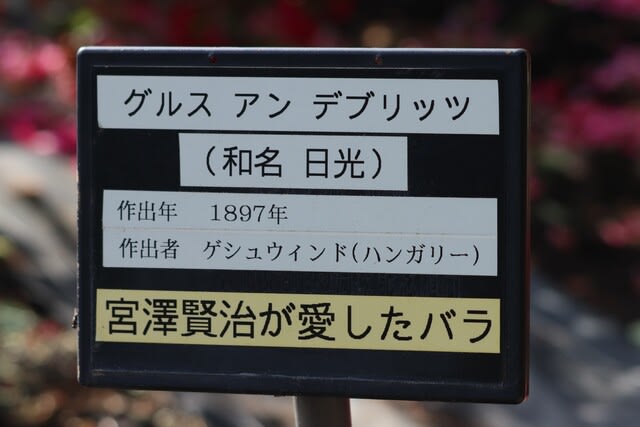 グルス アン デブリッツ
（和名 日光）
作出年 1897年
作出者 ゲシュウィンド（ハンガリー）
宮澤賢治が愛したバラ